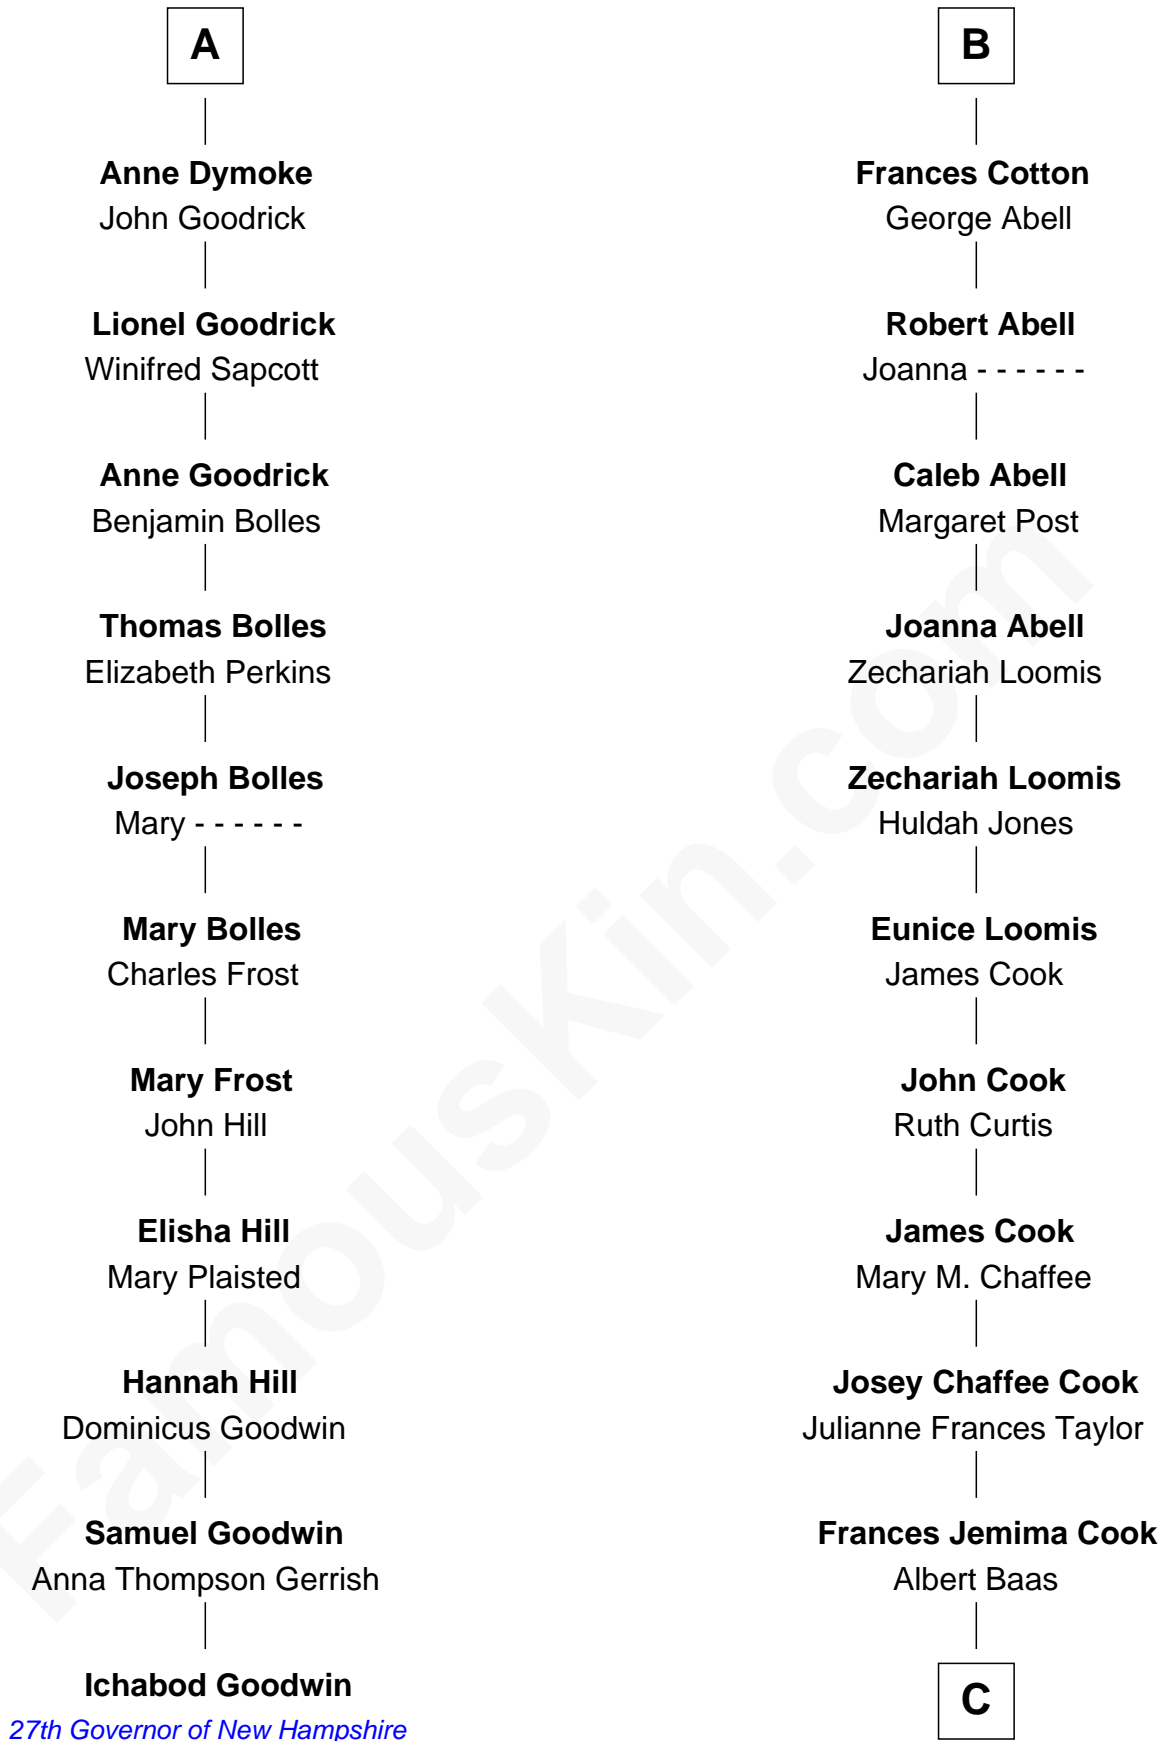 A
Anne Dymoke
John Goodrick
Lionel Goodrick
Winifred Sapcott
Anne Goodrick
Benjamin Bolles
Thomas Bolles
Elizabeth Perkins
Joseph Bolles
Mary - - - - - -
Mary Bolles
Charles Frost
Mary Frost
John Hill
Elisha Hill
Mary Plaisted
Hannah Hill
Dominicus Goodwin
Samuel Goodwin
Anna Thompson Gerrish
Ichabod Goodwin
27th Governor of New Hampshire
B
Frances Cotton
George Abell
Robert Abell
Joanna - - - - - -
Caleb Abell
Margaret Post
Joanna Abell
Zechariah Loomis
Zechariah Loomis
Huldah Jones
Eunice Loomis
James Cook
John Cook
Ruth Curtis
James Cook
Mary M. Chaffee
Josey Chaffee Cook
Julianne Frances Taylor
Frances Jemima Cook
Albert Baas
C
FamousKin.com